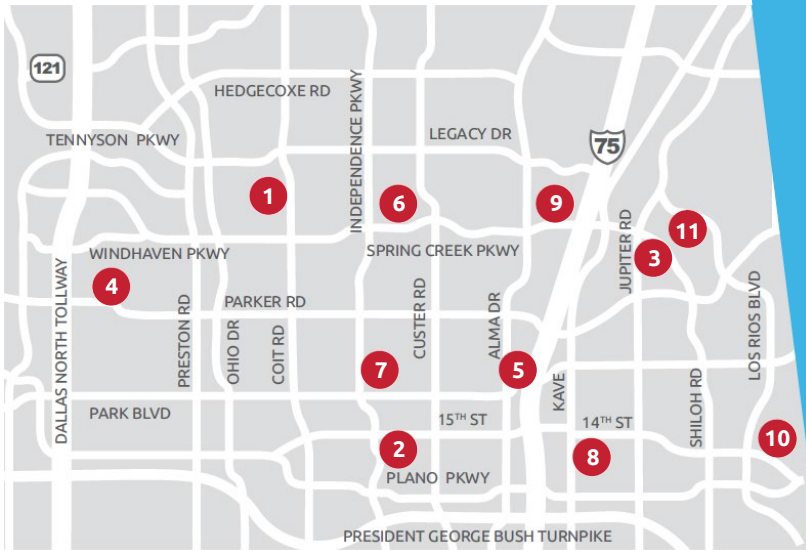 121
HEDGECOXE RD
INDEPENDENCE PKWY
TENNYSON PKWY
LEGACY DR
75
1
6
9
JUPITER RD
11
WINDHAVEN PKWY
SPRING CREEK PKWY
3
4
DALLAS NORTH TOLLWAY
PRESTON RD
PARKER RD
OHIO DR
COIT RD
CUSTER RD
ALMA DR
LOS RIOS BLVD
7
5
KAVE
SHILOH RD
PARK BLVD
15TH ST
14TH ST
10
2
8
PLANO PKWY
PRESIDENT GEORGE BUSH TURNPIKE